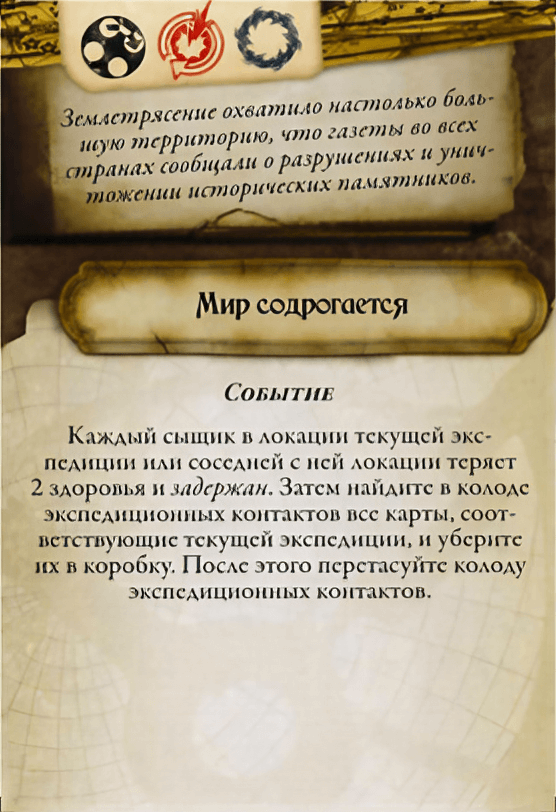 Землетрясение охватило настолько боль-
шую территорию, что газеты во всех
странах сообщали о разрушениях и унич-
тожении исторических памятников.
Мир содрогается
Событие
Каждый сыщик в локации текущей экс-
педиции или соседней с ней локации теряет
2 здоровья и задержан. Затем найдите в колоде
экспедиционных контактов все карты, соот-
ветствующие текущей экспедиции, и уберите
их в коробку. После этого перетасуйте колоду
экспедиционных контактов.